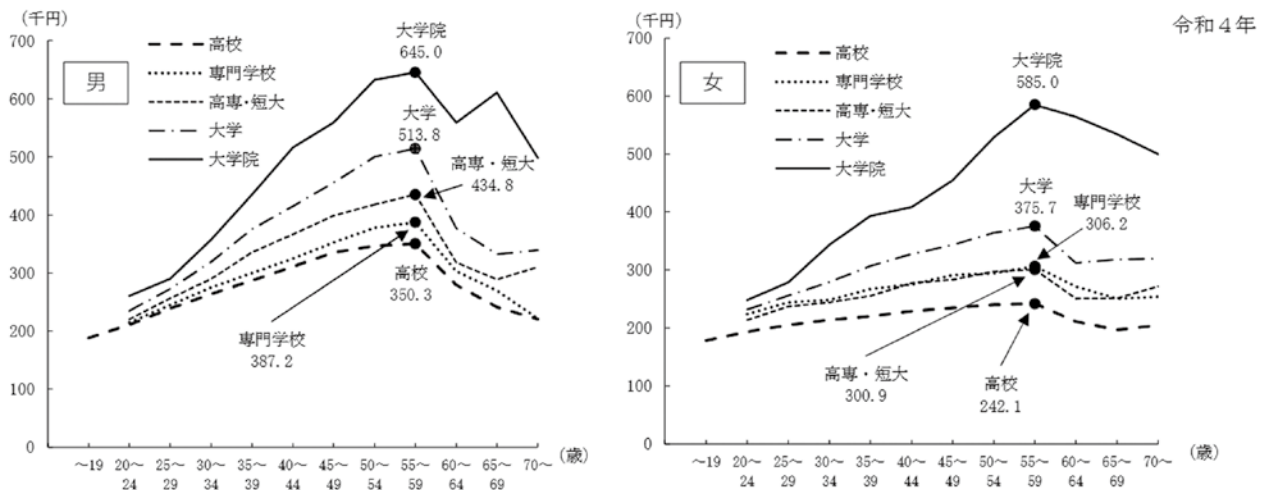 令和４年
（千円）
700
600
500
400
300
200
100
0
男
高校
専門学校
高専・短大
大学
大学院
大学院
645.0
大学
513.8
高専・短大
434.8
高校
350.3
専門学校
387.2
～19
20～
24
25～
29
30～
34
35～
39
40～
44
45～
49
50～
54
55～
59
60～
64
65～
69
70～
（歳）
（千円）
700
600
500
400
300
200
100
0
女
高校
専門学校
高専・短大
大学
大学院
大学院
585.0
大学
375.7
専門学校
306.2
高専・短大
300.9
高校
242.1
～19
20～
24
25～
29
30～
34
35～
39
40～
44
45～
49
50～
54
55～
59
60～
64
65～
69
70～
（歳）